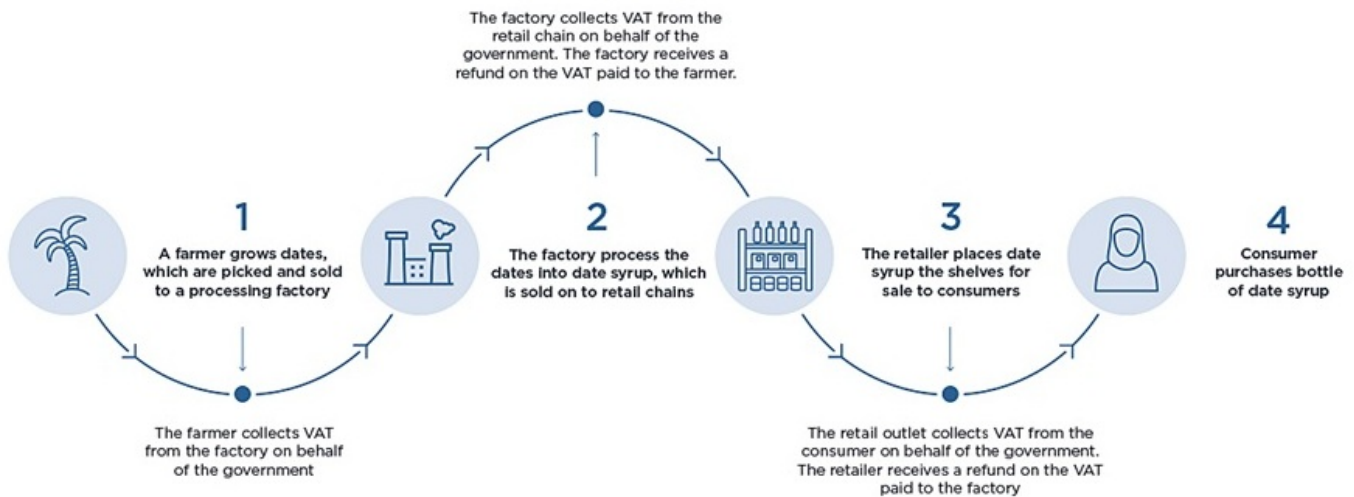 The factory collects VAT from the
retail chain on behalf of the
government. The factory receives a
refund on the VAT paid to the farmer.
1
A farmer grows dates,
which are picked and sold
to a processing factory
2
The factory process the
dates into date syrup, which
is sold on to retail chains
3
The retailer places date
syrup the shelves for
sale to consumers
4
Consumer
purchases bottle
of date syrup
The farmer collects VAT
from the factory on behalf
of the government
The retail outlet collects VAT from the
consumer on behalf of the government.
The retailer receives a refund on the VAT
paid to the factory